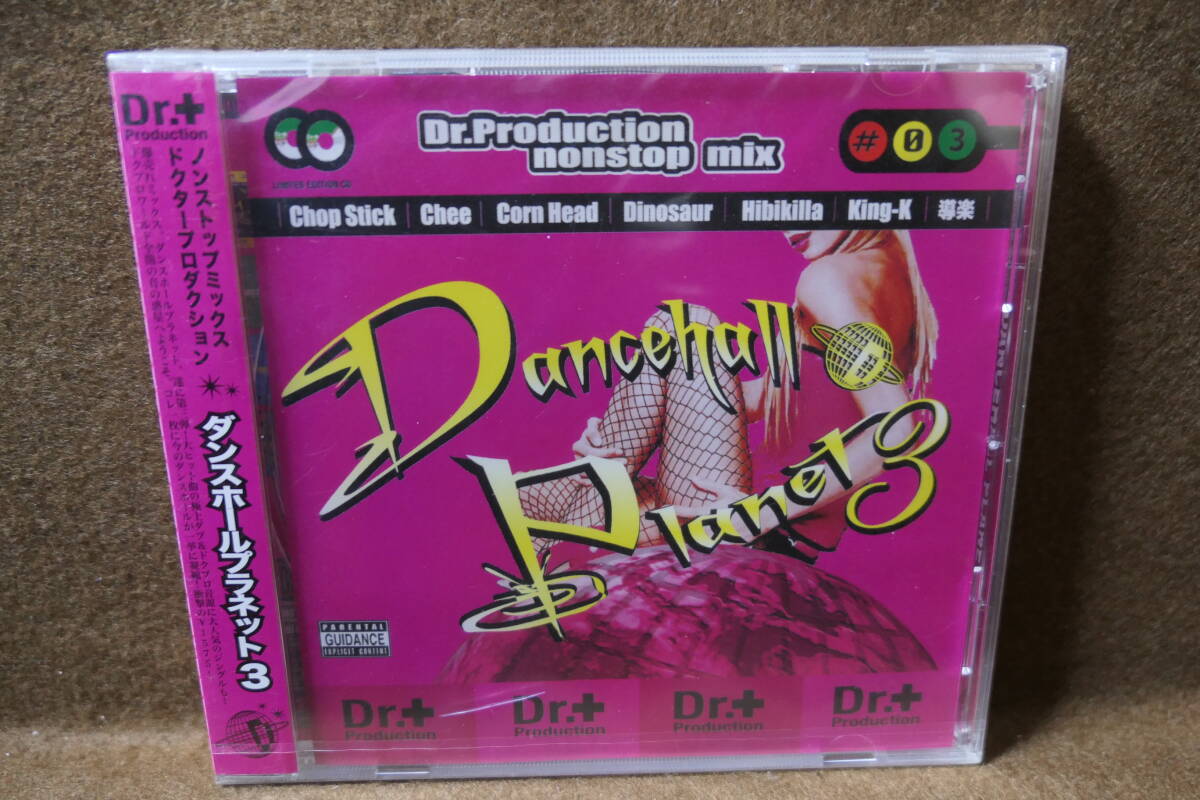 Dr.+
Production
ノンストップミックス
ドクタープロダクション
ダンスホールプラネット3
LIMITED EDITION CD
Dr.Production
nonstop mix
#03
Chop Stick
Chee
Corn Head
Dinosaur
Hibikilla
King-K
導楽
Dancehall
Planet 3
PARENTAL
GUIDANCE
EXPLICIT CONTENT
Dr.+
Production
Dr.+
Production
Dr.+
Production
Dr.+
Production